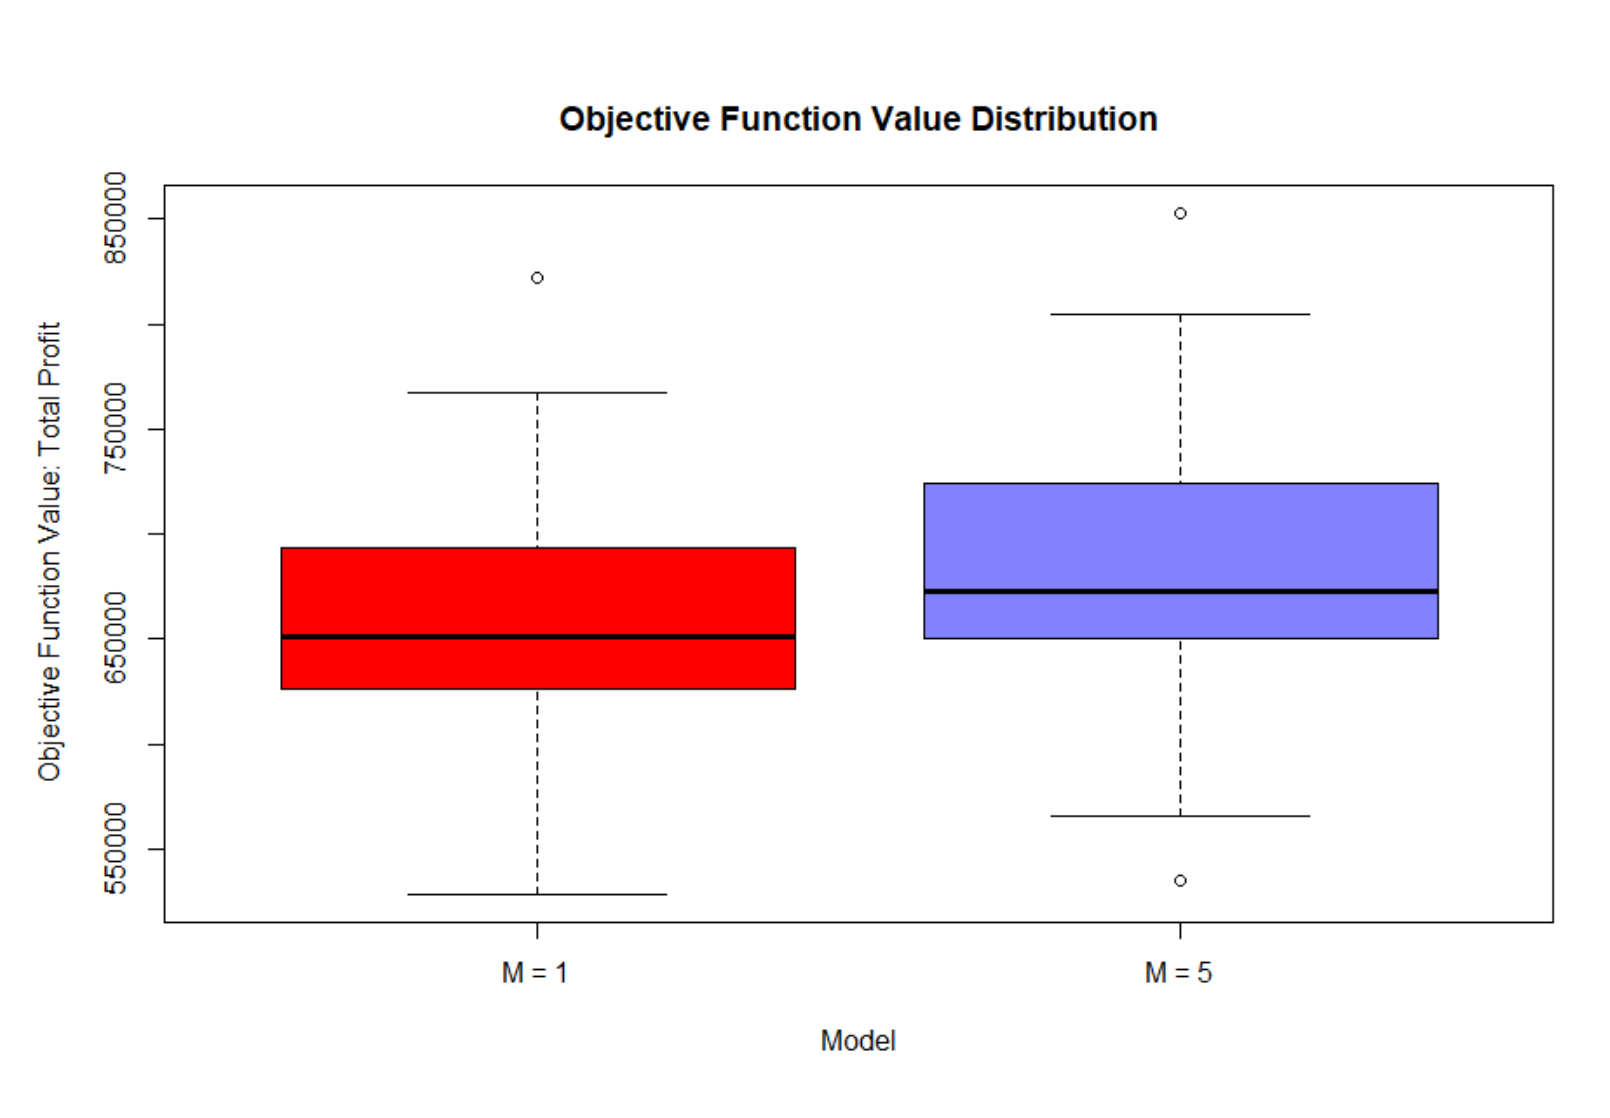 Objective Function Value Distribution
Objective Function Value: Total Profit
850000
750000
650000
550000
M = 1
M = 5
Model